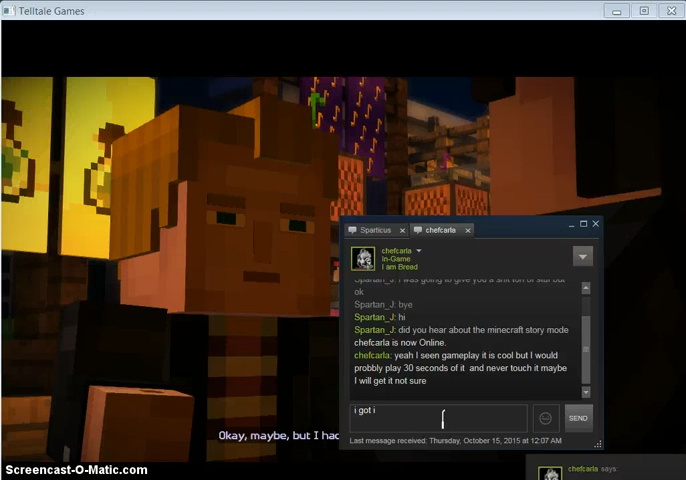 Telltale Games
Sparticus
chefcarla
chefcarla
In-Game
I am Bread
ok
Spartan_J: bye
Spartan_J: hi
Spartan_J: did you hear about the minecraft story mode
chefcarla is now Online.
chefcarla: yeah I seen gameplay it is cool but I would
probbly play 30 seconds of it and never touch it maybe
I will get it not sure
i got i
SEND
Okay, maybe, but I hac
Last message received: Thursday, October 15, 2015 at 12:07 AM
Screencast-O-Matic.com
chefcarla says: